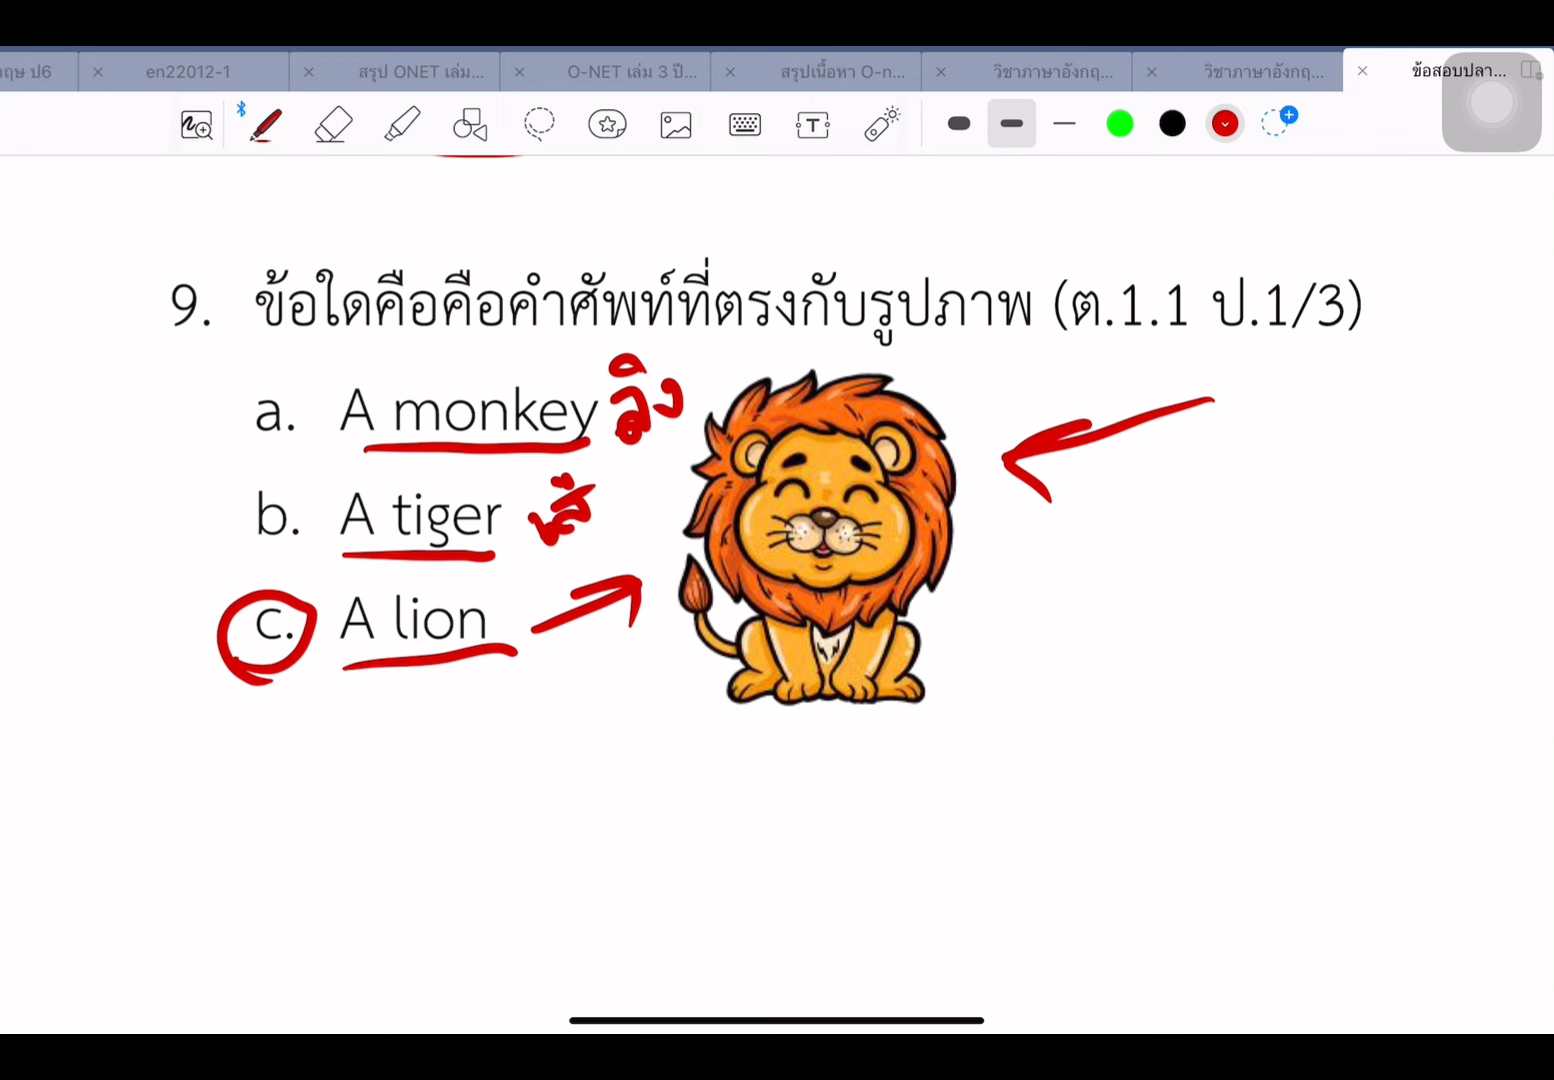 ฤษ ป6
en22012-1
สรุป ONET เล่ม...
O-NET เล่ม 3 ปี...
สรุปเนื้อหา O-n...
วิชาภาษาอังกฤ...
วิชาภาษาอังกฤ...
ข้อสอบปลา...
9. ข้อใดคือคือคำศัพท์ที่ตรงกับรูปภาพ (ต.1.1 ป.1/3)
a. A monkey ลิง
b. A tiger
c. A lion